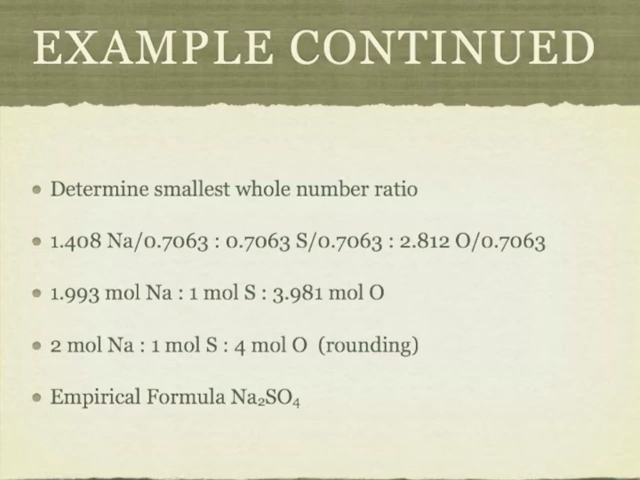 EXAMPLE CONTINUED
• Determine smallest whole number ratio
• 1.408 Na/0.7063 : 0.7063 S/0.7063 : 2.812 O/0.7063
• 1.993 mol Na : 1 mol S : 3.981 mol O
• 2 mol Na : 1 mol S : 4 mol O (rounding)
• Empirical Formula Na₂SO₄